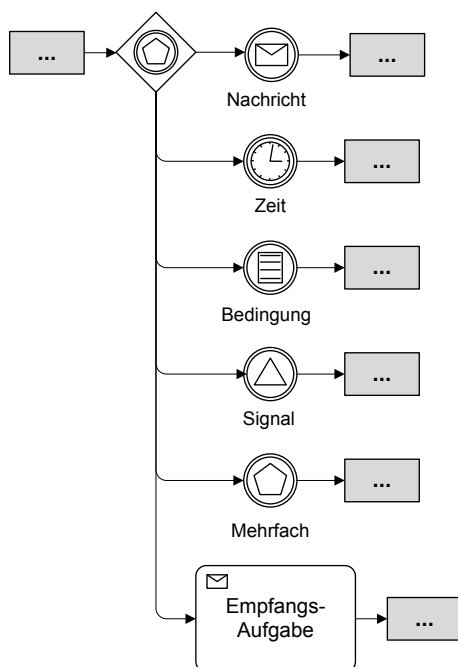 ...
...
Nachricht
...
Zeit
...
Bedingung
...
Signal
...
Mehrfach
Empfangs-
Aufgabe
...